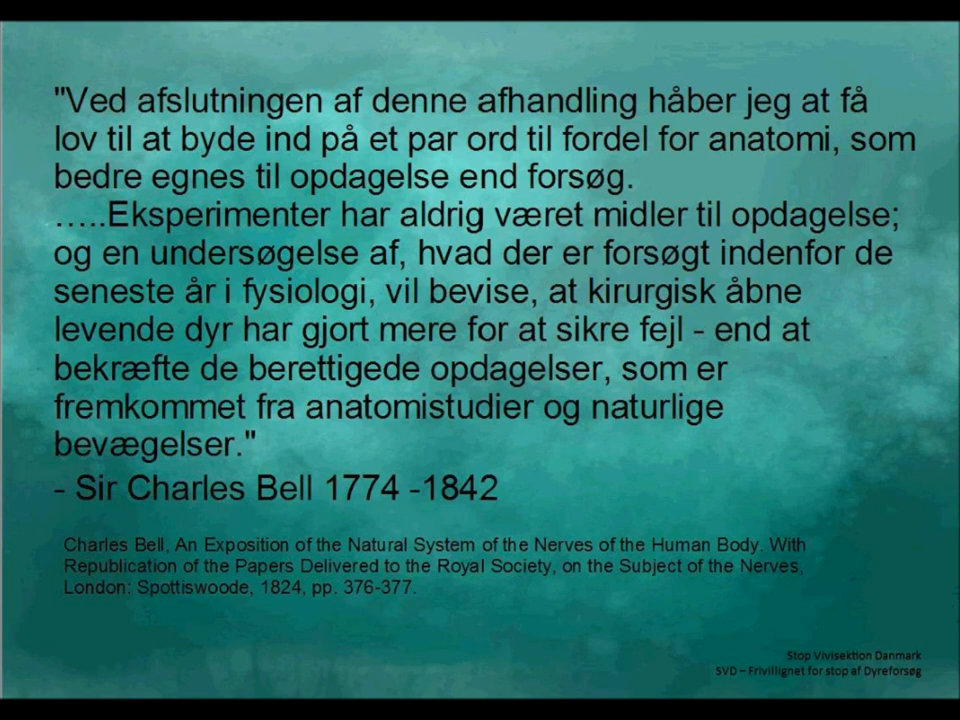 "Ved afslutningen af denne afhandling håber jeg at få
lov til at byde ind på et par ord til fordel for anatomi, som
bedre egnes til opdagelse end forsøg.
…..Eksperimenter har aldrig været midler til opdagelse;
og en undersøgelse af, hvad der er forsøgt indenfor de
seneste år i fysiologi, vil bevise, at kirurgisk åbne
levende dyr har gjort mere for at sikre fejl - end at
bekræfte de berettigede opdagelser, som er
fremkommet fra anatomistudier og naturlige
bevægelser."
- Sir Charles Bell 1774 -1842
Charles Bell, An Exposition of the Natural System of the Nerves of the Human Body. With
Republication of the Papers Delivered to the Royal Society, on the Subject of the Nerves,
London: Spottiswoode, 1824, pp. 376-377.
Stop Vivisektion Danmark
SVD – Frivillignet for stop af Dyreforsøg